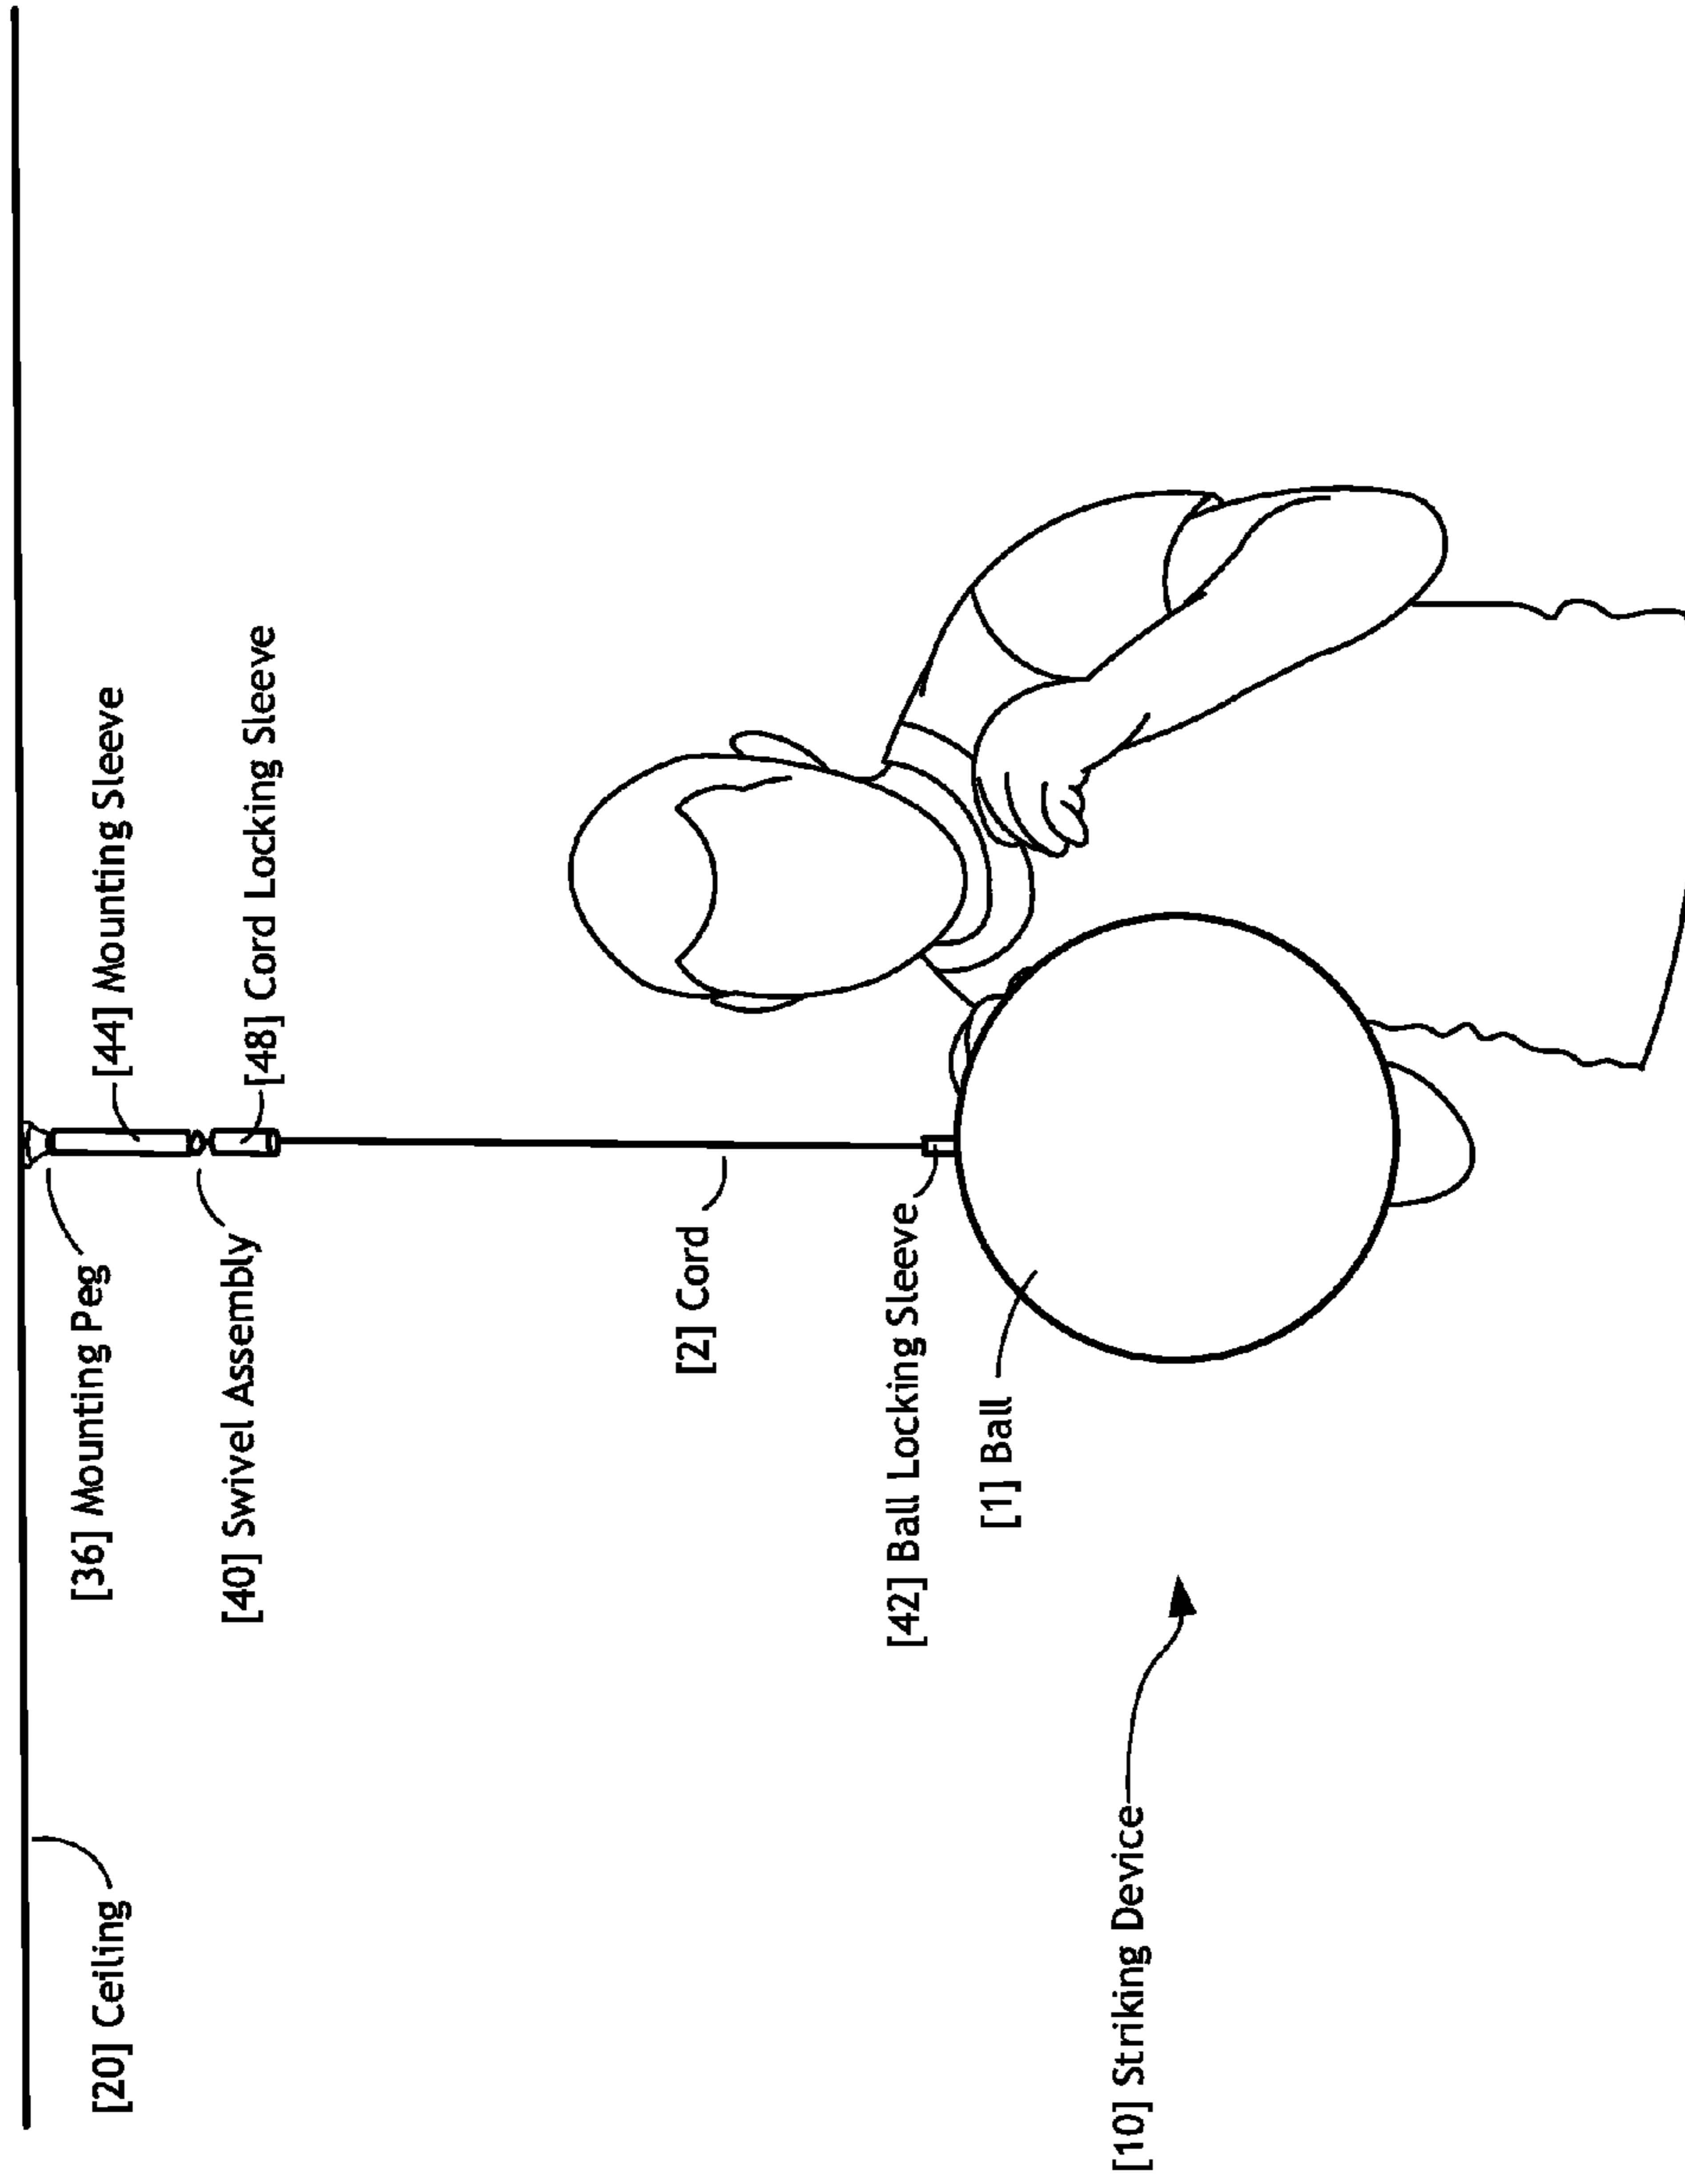 [20] Ceiling
[36] Mounting Peg
[44] Mounting Sleeve
[40] Swivel Assembly
[48] Cord Locking Sleeve
[2] Cord
[42] Ball Locking Sleeve
[1] Ball
[10] Striking Device